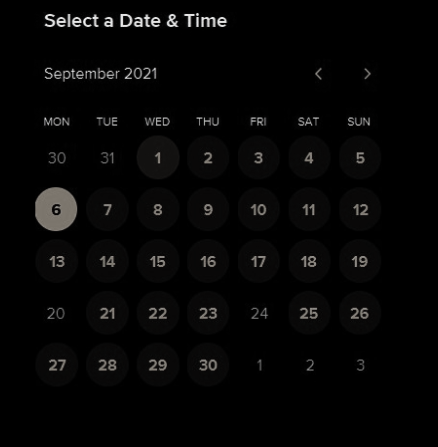 Select a Date & Time
September 2021
MON TUE WED THU FRI SAT SUN
30 31 1 2 3 4 5
6 7 8 9 10 11 12
13 14 15 16 17 18 19
20 21 22 23 24 25 26
27 28 29 30 1 2 3